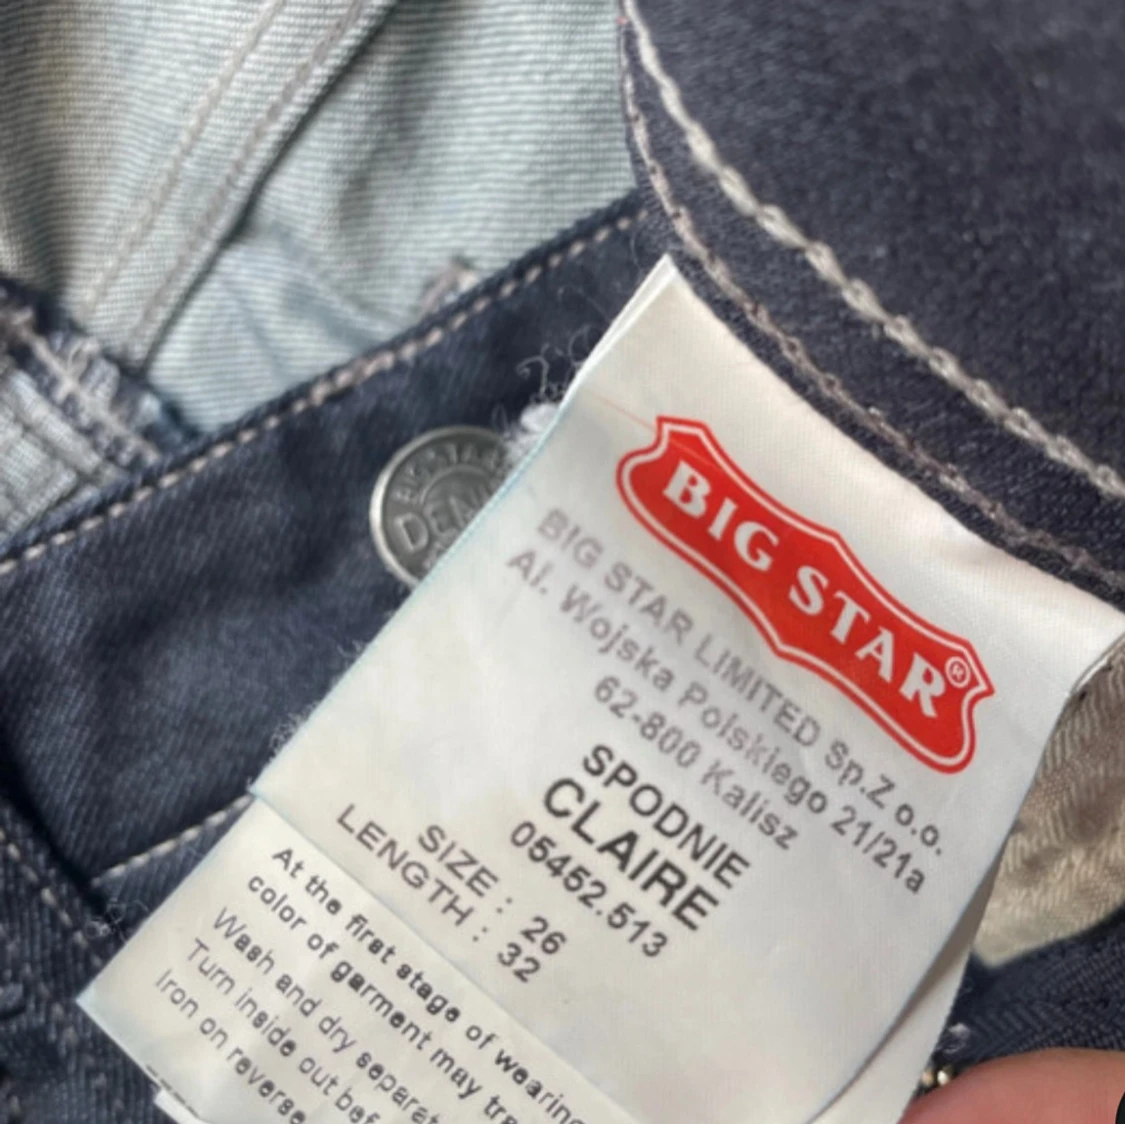 BIG STAR®
BIG STAR LIMITED Sp.Z o.o.
Al. Wojska Polskiego 21/21a
62-800 Kalisz
SPODNIE
CLAIRE
05452.513
SIZE : 26
LENGTH : 32
At the first stage of wearing
color of garment may
Wash and dry
Turn inside out
Iron on reverse